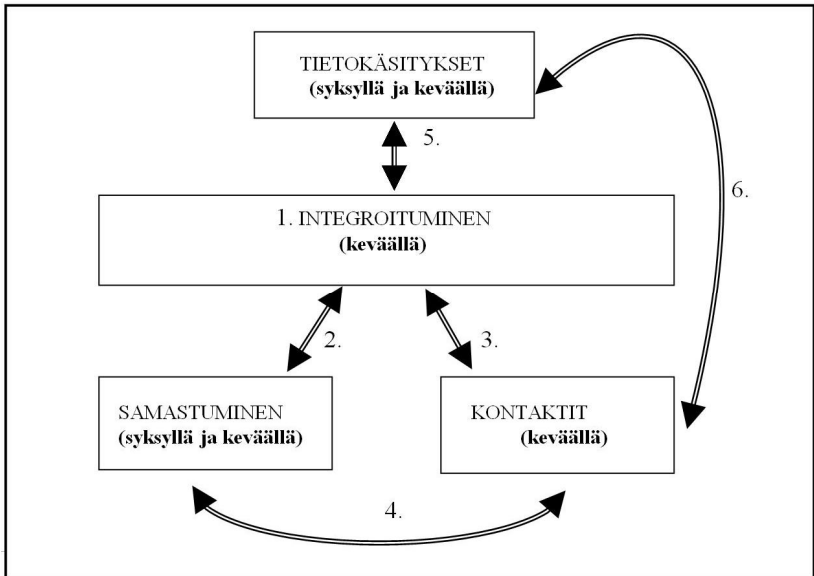 TIETOKÄSITYKSET
(syksyllä ja keväällä)
5.
6.
1. INTEGROITUMINEN
(keväällä)
2.
3.
SAMASTUMINEN
(syksyllä ja keväällä)
KONTAKTIT
(keväällä)
4.